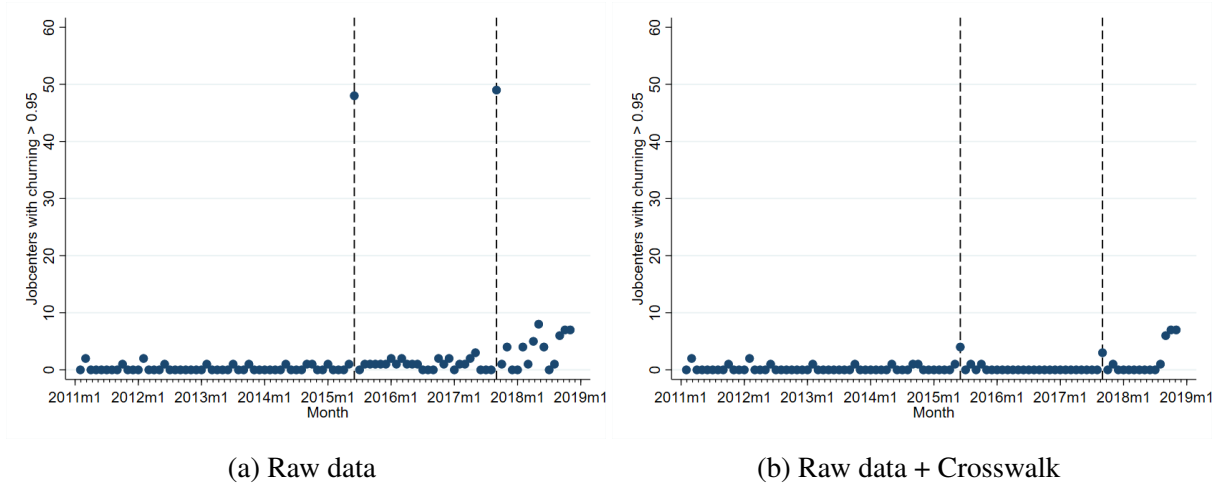 60
50
40
30
20
10
0
Jobcenters with churning > 0.95
2011m1 2012m1 2013m1 2014m1 2015m1 2016m1 2017m1 2018m1 2019m1
Month
(a) Raw data
60
50
40
30
20
10
0
Jobcenters with churning > 0.95
2011m1 2012m1 2013m1 2014m1 2015m1 2016m1 2017m1 2018m1 2019m1
Month
(b) Raw data + Crosswalk